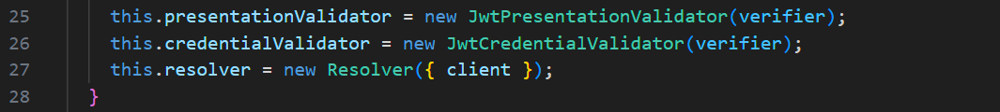 25 this.presentationValidator = new JwtPresentationValidator(verifier);
26 this.credentialValidator = new JwtCredentialValidator(verifier);
27 this.resolver = new Resolver({ client });
28 }